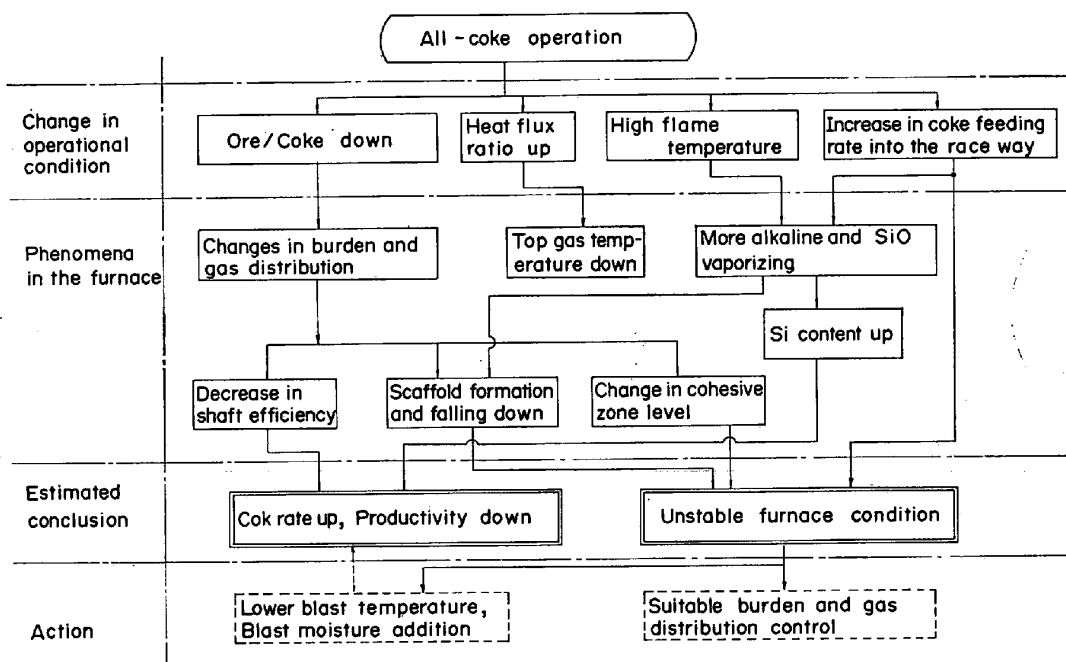 All-coke operation
Change in
operational
condition
Ore/Coke down
Heat flux
ratio up
High flame
temperature
Increase in coke feeding
rate into the race way
Phenomena
in the furnace
Changes in burden and
gas distribution
Top gas temp-
erature down
More alkaline and SiO
vaporizing
Si content up
Decrease in
shaft efficiency
Scaffold formation
and falling down
Change in cohesive
zone level
Estimated
conclusion
Cok rate up, Productivity down
Unstable furnace condition
Action
Lower blast temperature,
Blast moisture addition
Suitable burden and gas
distribution control